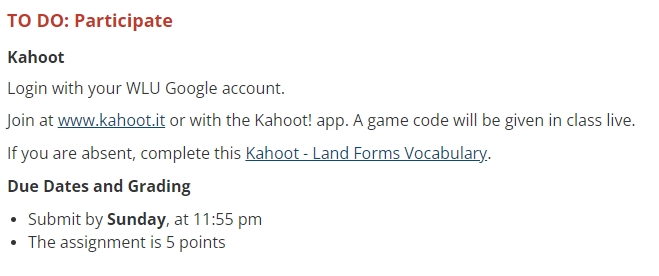 TO DO: Participate
Kahoot
Login with your WLU Google account.
Join at www.kahoot.it or with the Kahoot! app. A game code will be given in class live.
If you are absent, complete this Kahoot - Land Forms Vocabulary.
Due Dates and Grading
• Submit by Sunday, at 11:55 pm
• The assignment is 5 points